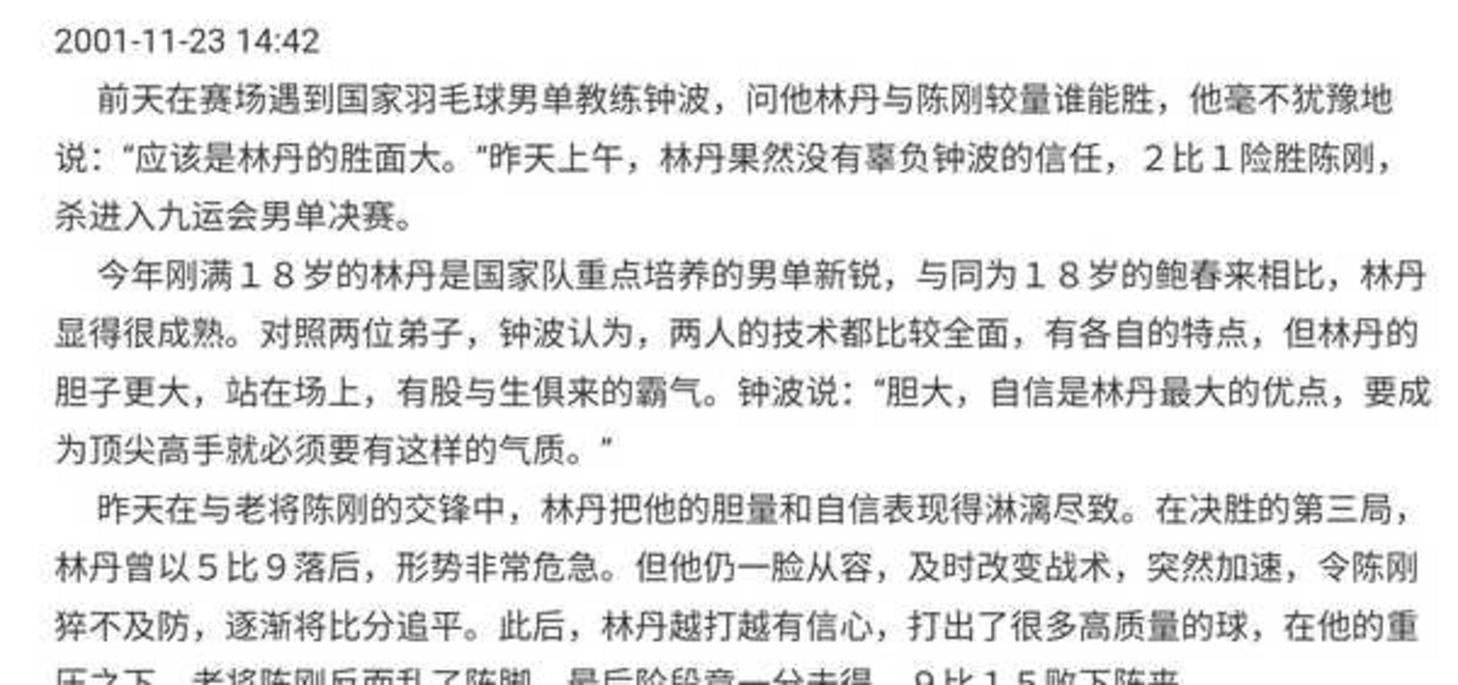 2001-11-23 14:42
前天在赛场遇到国家羽毛球男单教练钟波，问他林丹与陈刚较量谁能胜，他毫不犹豫地
说：“应该是林丹的胜面大。”昨天上午，林丹果然没有辜负钟波的信任，２比１险胜陈刚，
杀进入九运会男单决赛。
今年刚满１８岁的林丹是国家队重点培养的男单新锐，与同为１８岁的鲍春来相比，林丹
显得很成熟。对照两位弟子，钟波认为，两人的技术都比较全面，有各自的特点，但林丹的
胆子更大，站在场上，有股与生俱来的霸气。钟波说：“胆大，自信是林丹最大的优点，要成
为顶尖高手就必须要有这样的气质。”
昨天在与老将陈刚的交锋中，林丹把他的胆量和自信表现得淋漓尽致。在决胜的第三局，
林丹曾以５比９落后，形势非常危急。但他仍一脸从容，及时改变战术，突然加速，令陈刚
猝不及防，逐渐将比分追平。此后，林丹越打越有信心，打出了很多高质量的球，在他的重
压之下，老将陈刚反而乱了阵脚，最后阶段竟一分未得，９比１５败下阵来。